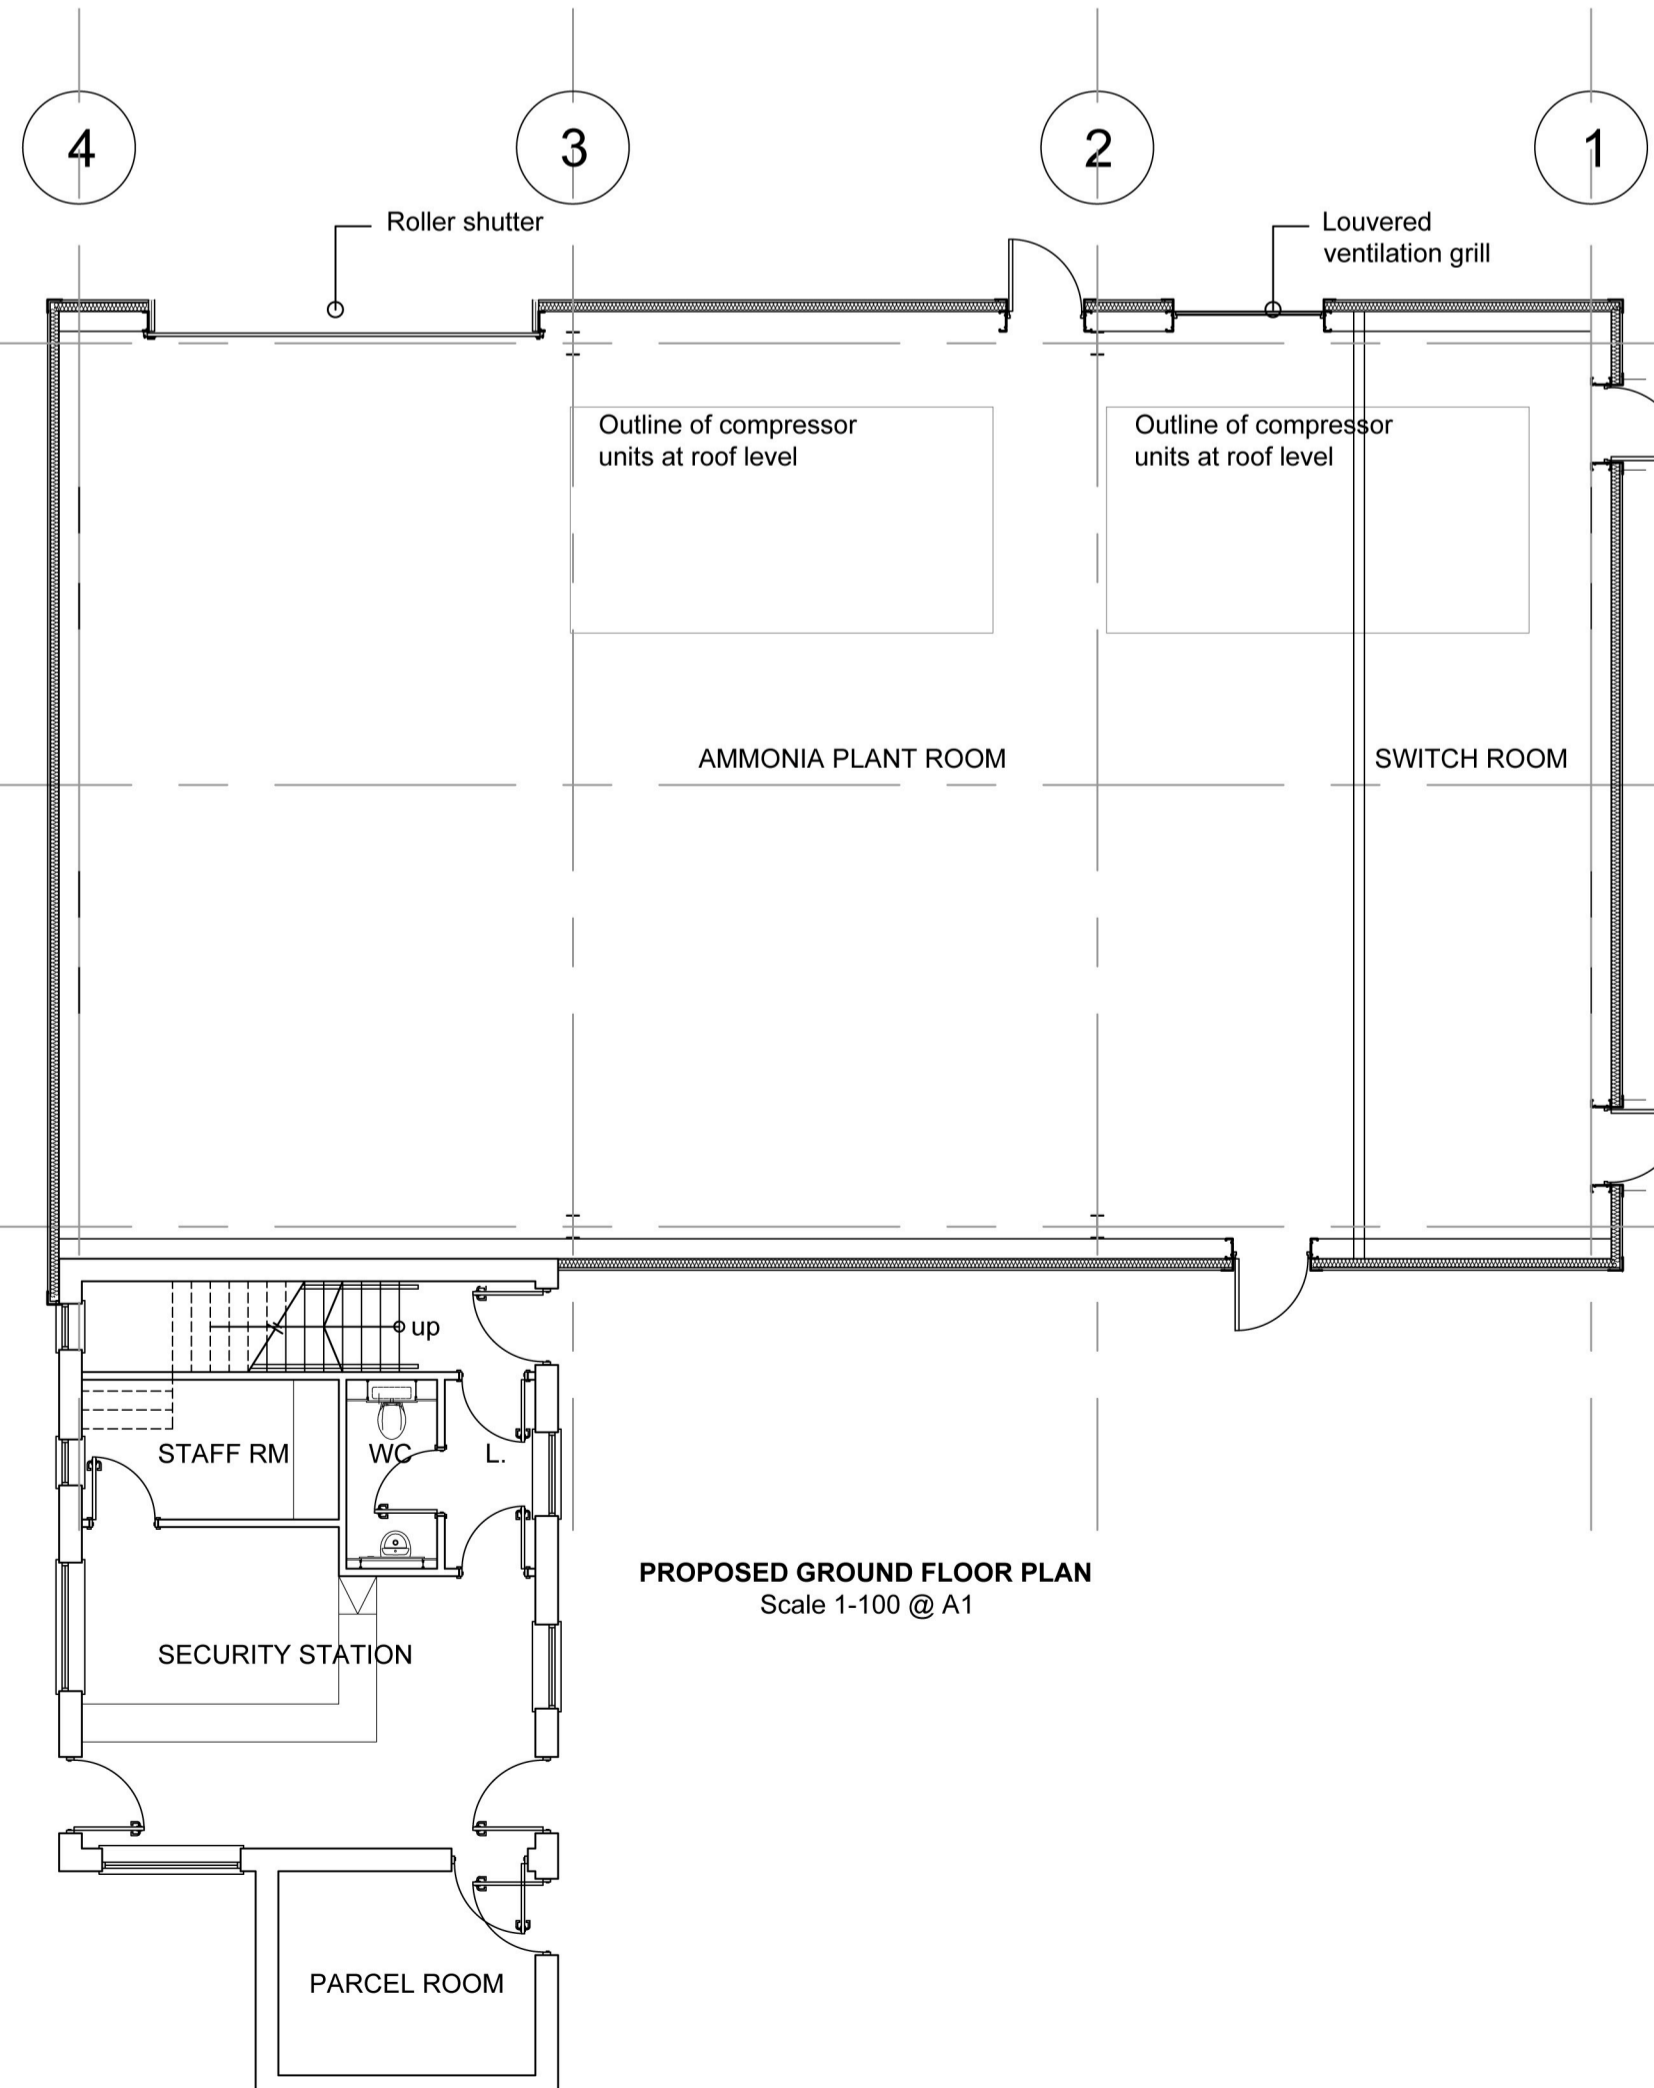 4
3
2
1
Roller shutter
Louvered
ventilation grill
Outline of compressor
units at roof level
Outline of compressor
units at roof level
AMMONIA PLANT ROOM
SWITCH ROOM
up
STAFF RM
WC
L.
PROPOSED GROUND FLOOR PLAN
Scale 1-100 @ A1
SECURITY STATION
PARCEL ROOM